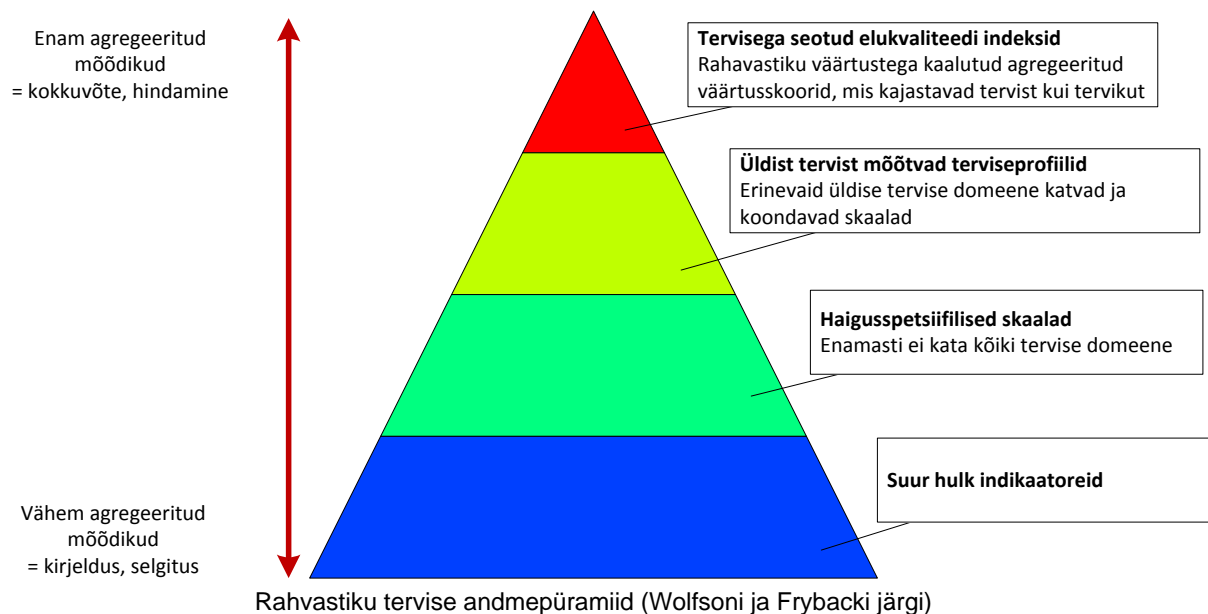 Enam agregeeritud
mõõdikud
= kokkuvõte, hindamine
Tervisega seotud elukvaliteedi indeksid
Rahavastiku väärtustega kaalutud agregeeritud
väärtusskoorid, mis kajastavad tervist kui tervikut
Üldist tervist mõõtvad terviseprofiilid
Erinevaid üldise tervise domeene katvad ja
koondavad skaalad
Haigusspetsiifilised skaalad
Enamasti ei kata kõiki tervise domeene
Suur hulk indikaatoreid
Vähem agregeeritud
mõõdikud
= kirjeldus, selgitus
Rahvastiku tervise andmepüramiid (Wolfsoni ja Frybacki järgi)